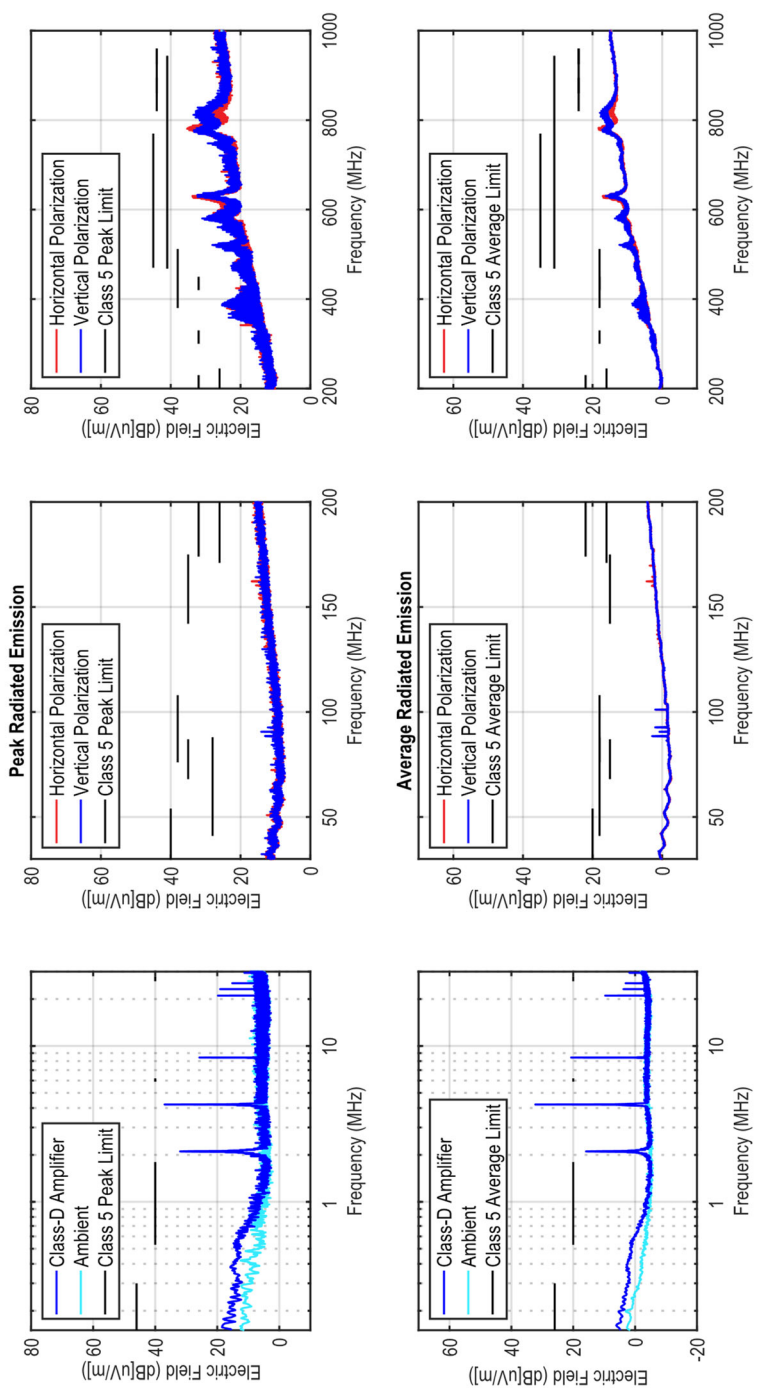 Peak Radiated Emission
Electric Field (dB[uV/m])
80
60
40
20
0
Class-D Amplifier
Ambient
Class 5 Peak Limit
1 10
Frequency (MHz)
Electric Field (dB[uV/m])
80
60
40
20
0
Horizontal Polarization
Vertical Polarization
Class 5 Peak Limit
50 100 150 200
Frequency (MHz)
Electric Field (dB[uV/m])
80
60
40
20
0
Horizontal Polarization
Vertical Polarization
Class 5 Peak Limit
200 400 600 800 1000
Frequency (MHz)
Average Radiated Emission
Electric Field (dB[uV/m])
60
40
20
0
-20
Class-D Amplifier
Ambient
Class 5 Average Limit
1 10
Frequency (MHz)
Electric Field (dB[uV/m])
60
40
20
0
Horizontal Polarization
Vertical Polarization
Class 5 Average Limit
50 100 150 200
Frequency (MHz)
Electric Field (dB[uV/m])
60
40
20
0
Horizontal Polarization
Vertical Polarization
Class 5 Average Limit
200 400 600 800 1000
Frequency (MHz)